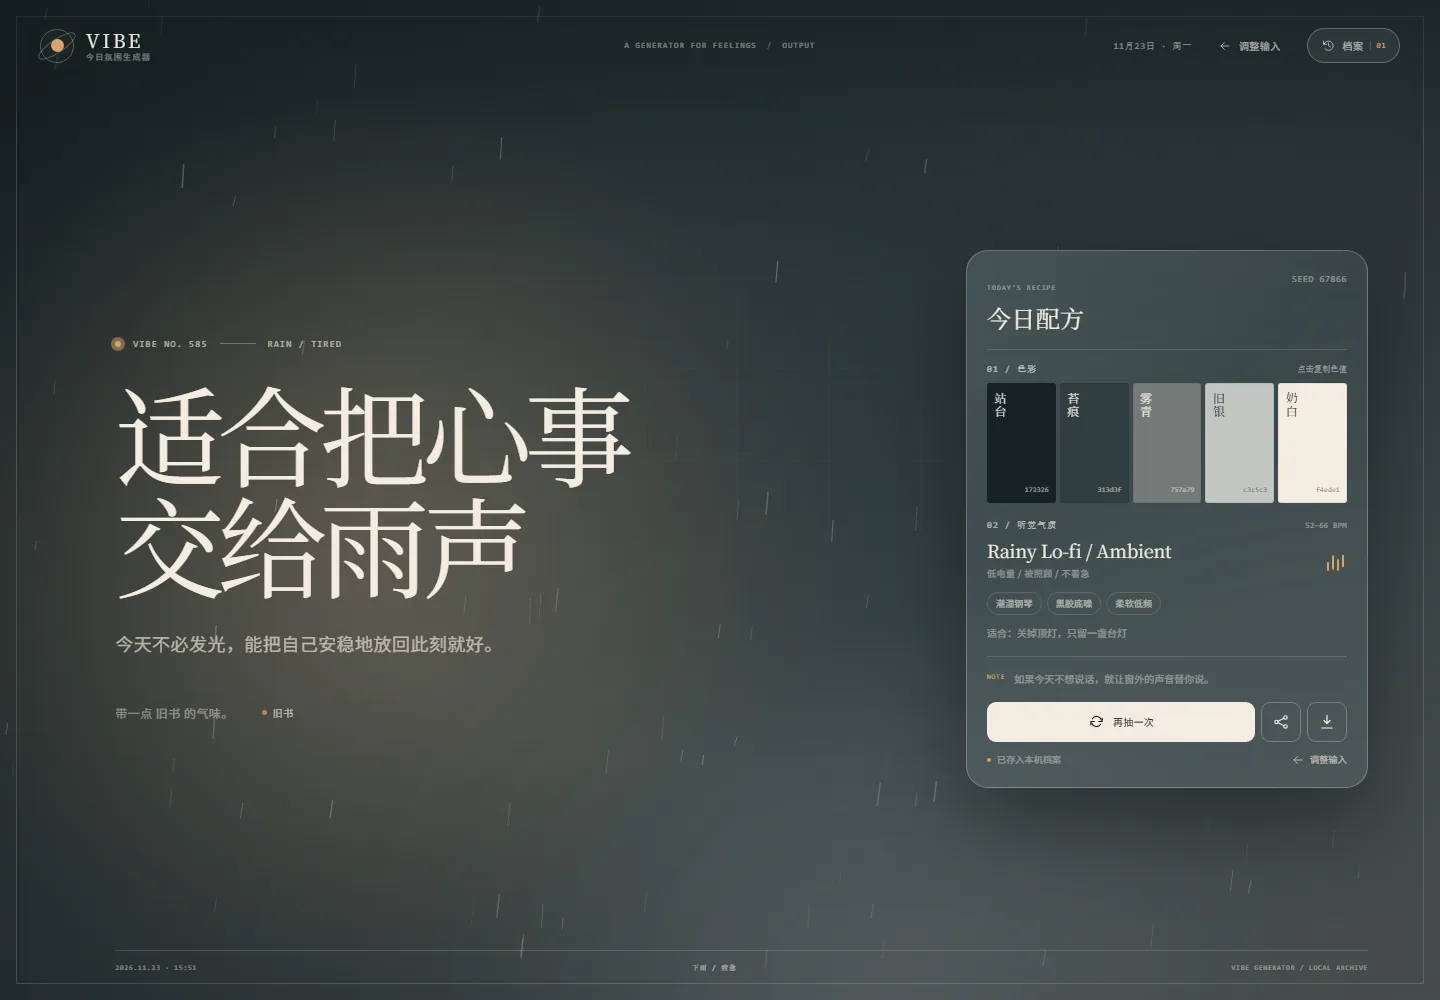 VIBE
今日氛围生成器
A GENERATOR FOR FEELINGS / OUTPUT
11月23日 · 周一
← 调整输入
档案 | 01
VIBE NO. 585 —— RAIN / TIRED
适合把心事
交给雨声
今天不必发光，能把自己安稳地放回此刻就好。
带一点 旧书 的气味。
旧书
TODAY'S RECIPE
SEED 67866
今日配方
01 / 色彩
点击复制色值
站台
苔痕
雾青
旧银
奶白
172326
313d3f
757a79
c3c5c3
f4ede1
02 / 听觉气质
52–66 BPM
Rainy Lo-fi / Ambient
低电量 / 被照顾 / 不着急
潮湿钢琴
黑胶底噪
柔软低频
适合：关掉顶灯，只留一盏台灯
NOTE
如果今天不想说话，就让窗外的声音替你说。
再抽一次
已存入本机档案
← 调整输入
2026.11.23 · 15:51
下雨 / 疲惫
VIBE GENERATOR / LOCAL ARCHIVE